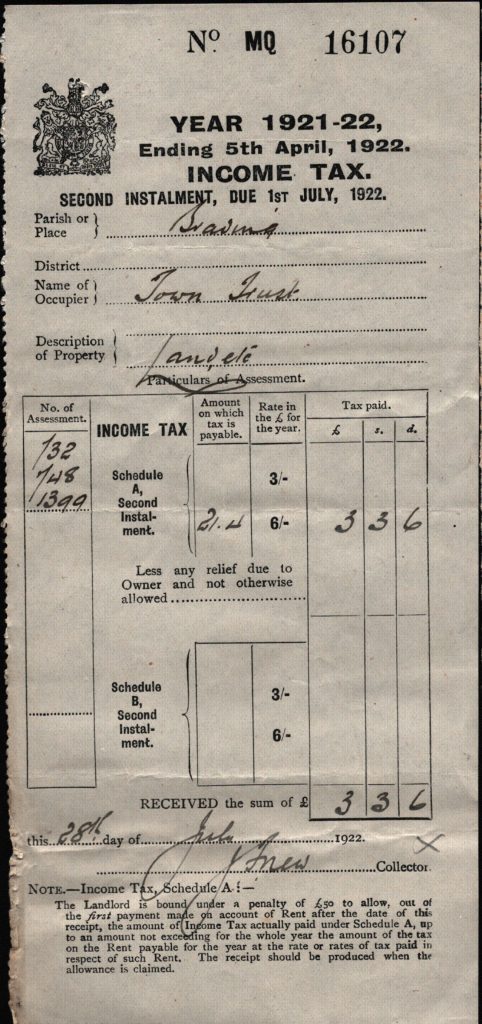 Nº MQ 16107
YEAR 1921-22,
Ending 5th April, 1922.
INCOME TAX.
SECOND INSTALMENT, DUE 1ST JULY, 1922.
Parish or Place } Brading
District
Name of Occupier } Town Trust
Description of Property } Land, etc
Particulars of Assessment.
No. of Assessment.
INCOME TAX
Amount on which tax is payable.
Rate in the £ for the year.
Tax paid.
£ s. d.
132
748
1399
Schedule A, Second Instalment.
3/-
21.4 6/- 3 3 6
Less any relief due to
Owner and not otherwise
allowed
Schedule B, Second Instalment.
3/-
6/-
RECEIVED the sum of £ 3 3 6
this 28th day of July 1922. X
Collector.
NOTE.—Income Tax, Schedule A :—
The Landlord is bound under a penalty of £50 to allow, out of
the first payment made on account of Rent after the date of this
receipt, the amount of Income Tax actually paid under Schedule A, up
to an amount not exceeding for the whole year the amount of the tax
on the Rent payable for the year at the rate or rates of tax paid in
respect of such Rent. The receipt should be produced when the
allowance is claimed.